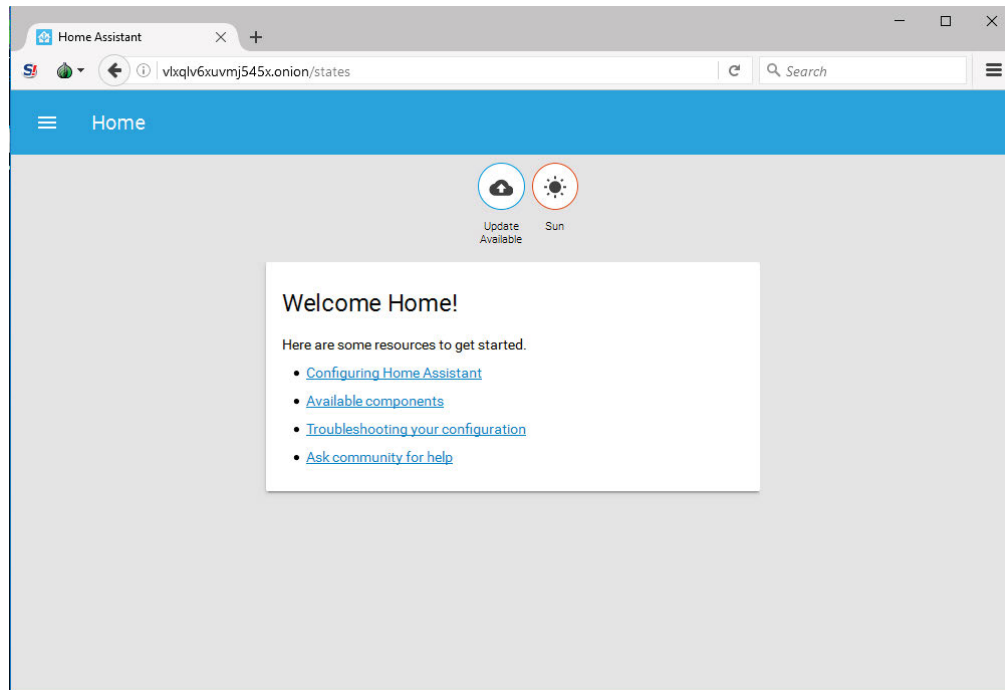 Home Assistant
S!
vlxqlv6xuvmj545x.onion/states
Search
Home
Update
Available
Sun
Welcome Home!
Here are some resources to get started.
Configuring Home Assistant
Available components
Troubleshooting your configuration
Ask community for help